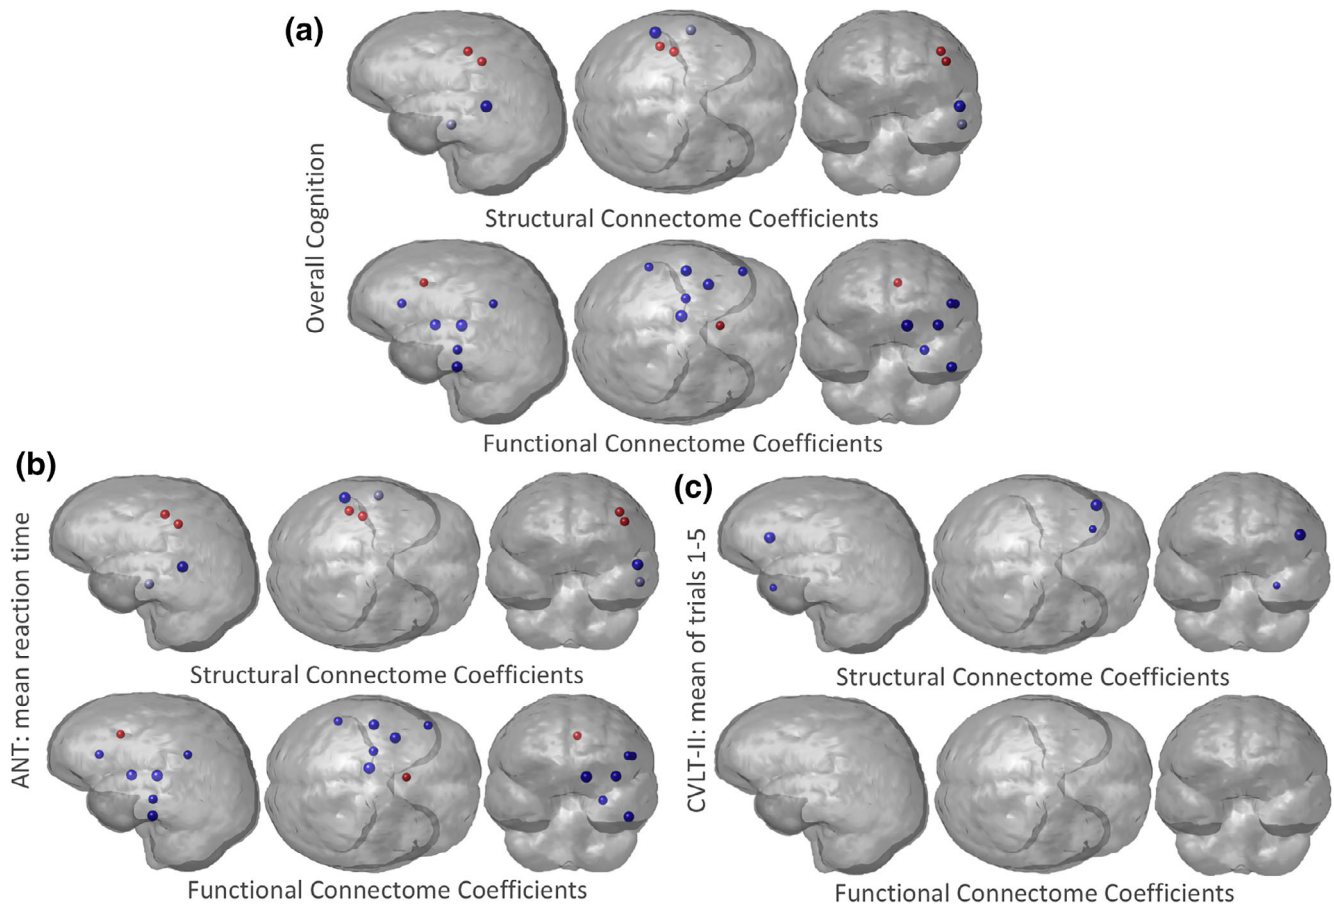 (a)
Overall Cognition
Structural Connectome Coefficients
Functional Connectome Coefficients
(b)
ANT: mean reaction time
Structural Connectome Coefficients
Functional Connectome Coefficients
(c)
CVLT-II: mean of trials 1-5
Structural Connectome Coefficients
Functional Connectome Coefficients